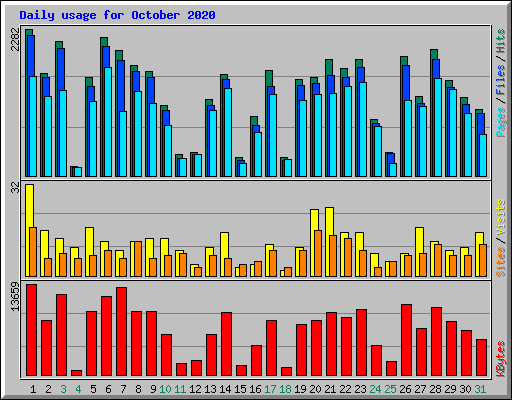 Daily usage for October 2020
2282
Pages / Files / Hits
32
Sites / Visits
13659
KBytes
1 2 3 4 5 6 7 8 9 10 11 12 13 14 15 16 17 18 19 20 21 22 23 24 25 26 27 28 29 30 31